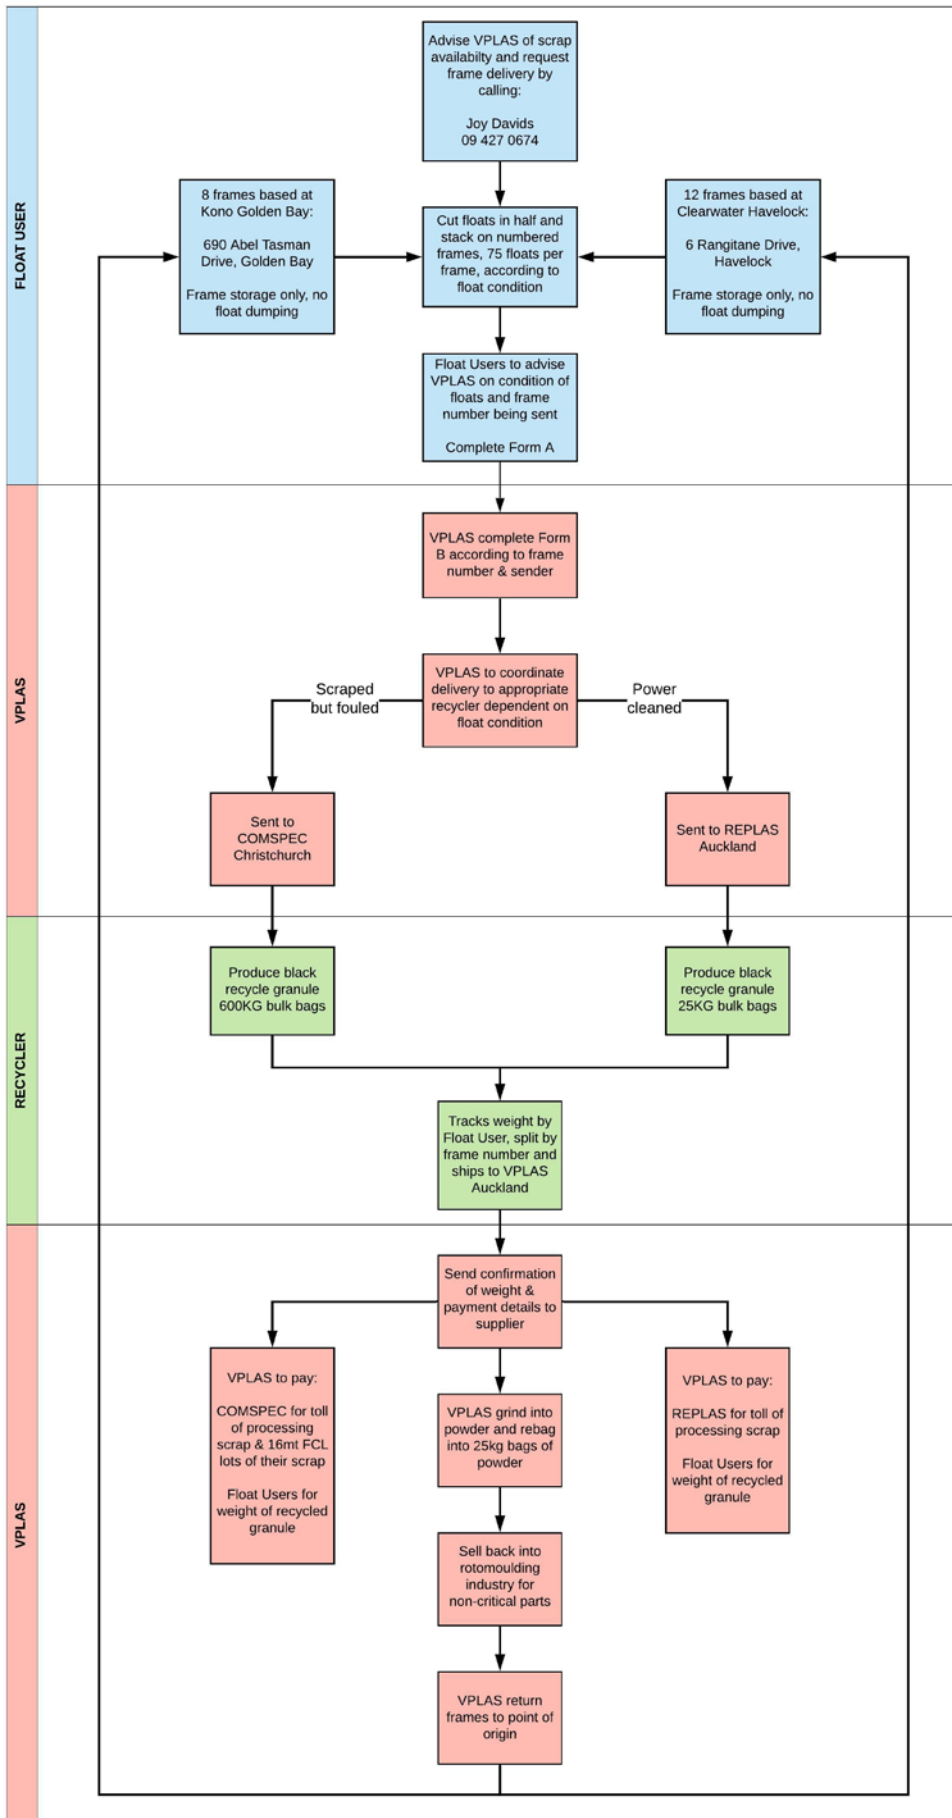 Advise VPLAS of scrap
availabilty and request
frame delivery by
calling:
Joy Davids
09 427 0674
FLOAT USER
8 frames based at
Kono Golden Bay:
690 Abel Tasman
Drive, Golden Bay
Frame storage only, no
float dumping
Cut floats in half and
stack on numbered
frames, 75 floats per
frame, according to
float condition
12 frames based at
Clearwater Havelock:
6 Rangitane Drive,
Havelock
Frame storage only, no
float dumping
Float Users to advise
VPLAS on condition of
floats and frame
number being sent
Complete Form A
VPLAS
VPLAS complete Form
B according to frame
number & sender
VPLAS to coordinate
delivery to appropriate
recycler dependent on
float condition
Scraped
but fouled
Power
cleaned
Sent to
COMSPEC
Christchurch
Sent to REPLAS
Auckland
RECYCLER
Produce black
recycle granule
600KG bulk bags
Produce black
recycle granule
25KG bulk bags
Tracks weight by
Float User, split by
frame number and
ships to VPLAS
Auckland
VPLAS
Send confirmation
of weight &
payment details to
supplier
VPLAS to pay:
COMSPEC for toll
of processing
scrap & 16mt FCL
lots of their scrap
Float Users for
weight of recycled
granule
VPLAS grind into
powder and rebag
into 25kg bags of
powder
VPLAS to pay:
REPLAS for toll of
processing scrap
Float Users for
weight of recycled
granule
Sell back into
rotomoulding
industry for
non-critical parts
VPLAS return
frames to point of
origin